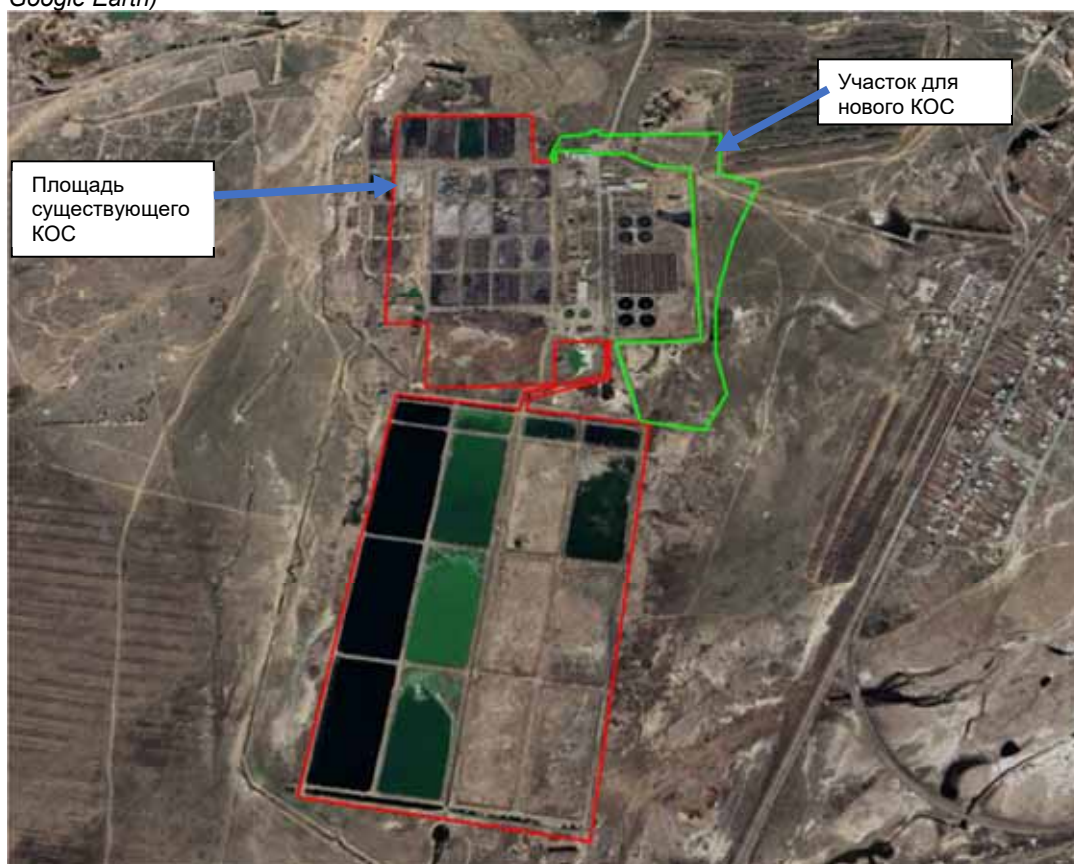 Google Earth)
Участок для
нового КОС
Площадь
существующего
КОС